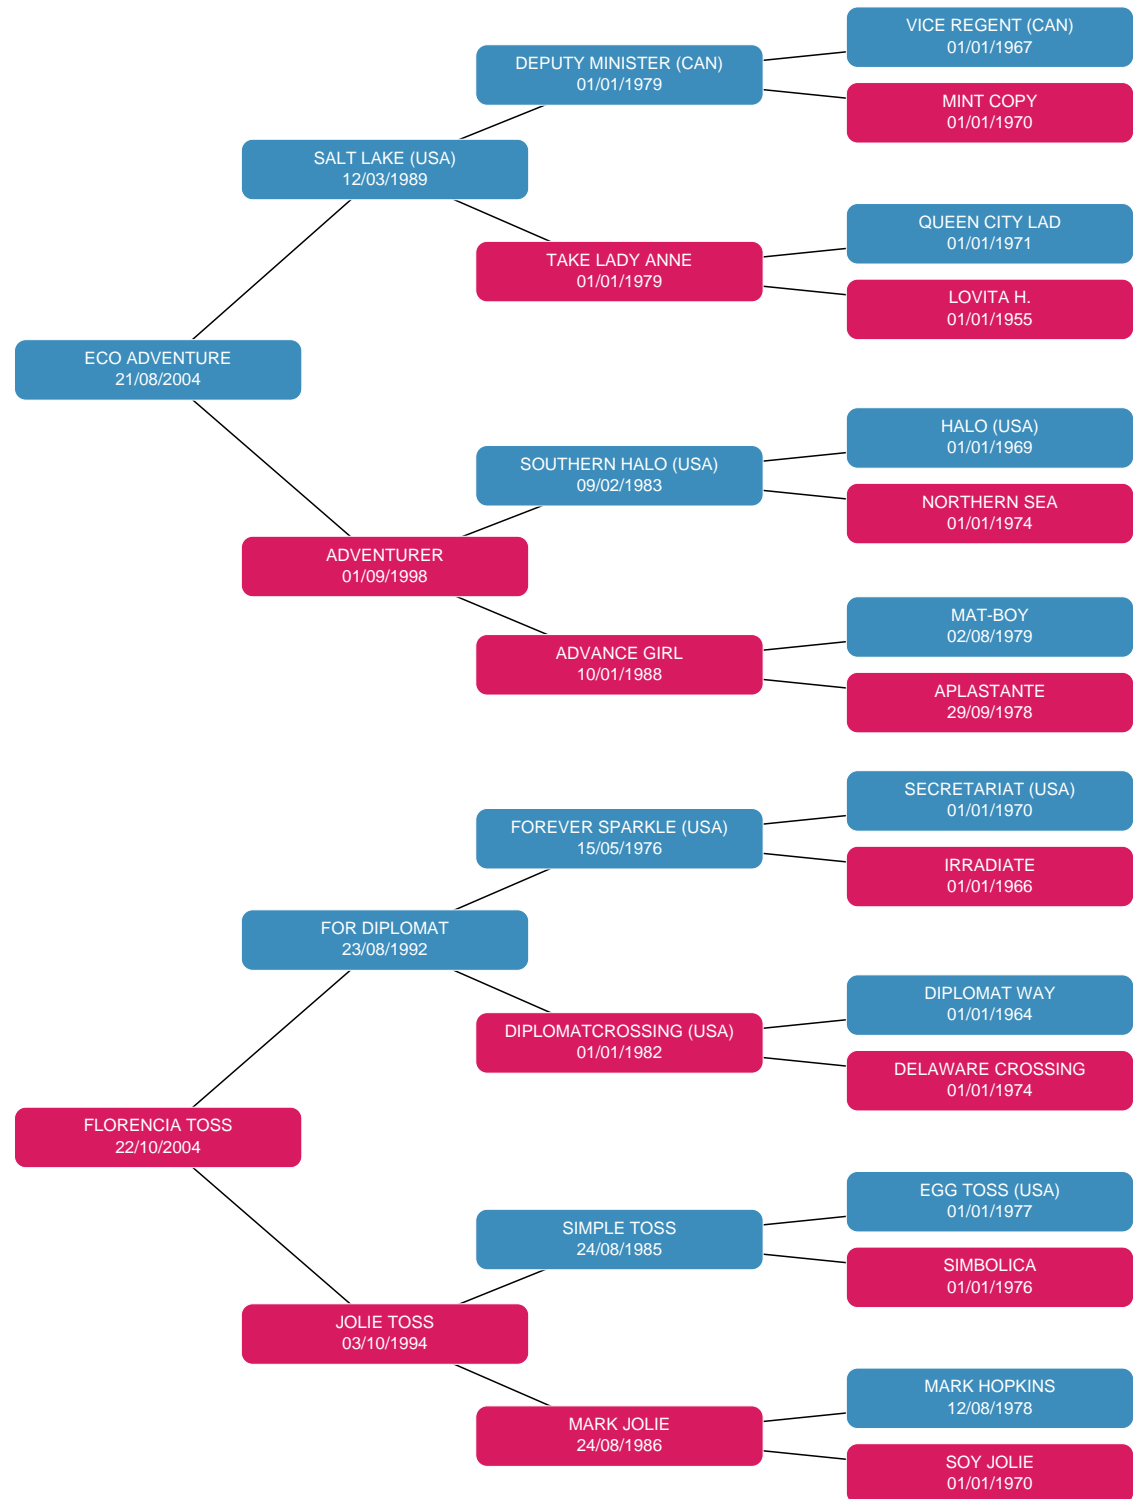 VICE REGENT (CAN)
01/01/1967
DEPUTY MINISTER (CAN)
01/01/1979
MINT COPY
01/01/1970
SALT LAKE (USA)
12/03/1989
QUEEN CITY LAD
01/01/1971
TAKE LADY ANNE
01/01/1979
LOVITA H.
01/01/1955
ECO ADVENTURE
21/08/2004
HALO (USA)
01/01/1969
SOUTHERN HALO (USA)
09/02/1983
NORTHERN SEA
01/01/1974
ADVENTURER
01/09/1998
MAT-BOY
02/08/1979
ADVANCE GIRL
10/01/1988
APLASTANTE
29/09/1978
SECRETARIAT (USA)
01/01/1970
FOREVER SPARKLE (USA)
15/05/1976
IRRADIATE
01/01/1966
FOR DIPLOMAT
23/08/1992
DIPLOMAT WAY
01/01/1964
DIPLOMATCROSSING (USA)
01/01/1982
DELAWARE CROSSING
01/01/1974
FLORENCIA TOSS
22/10/2004
EGG TOSS (USA)
01/01/1977
SIMPLE TOSS
24/08/1985
SIMBOLICA
01/01/1976
JOLIE TOSS
03/10/1994
MARK HOPKINS
12/08/1978
MARK JOLIE
24/08/1986
SOY JOLIE
01/01/1970